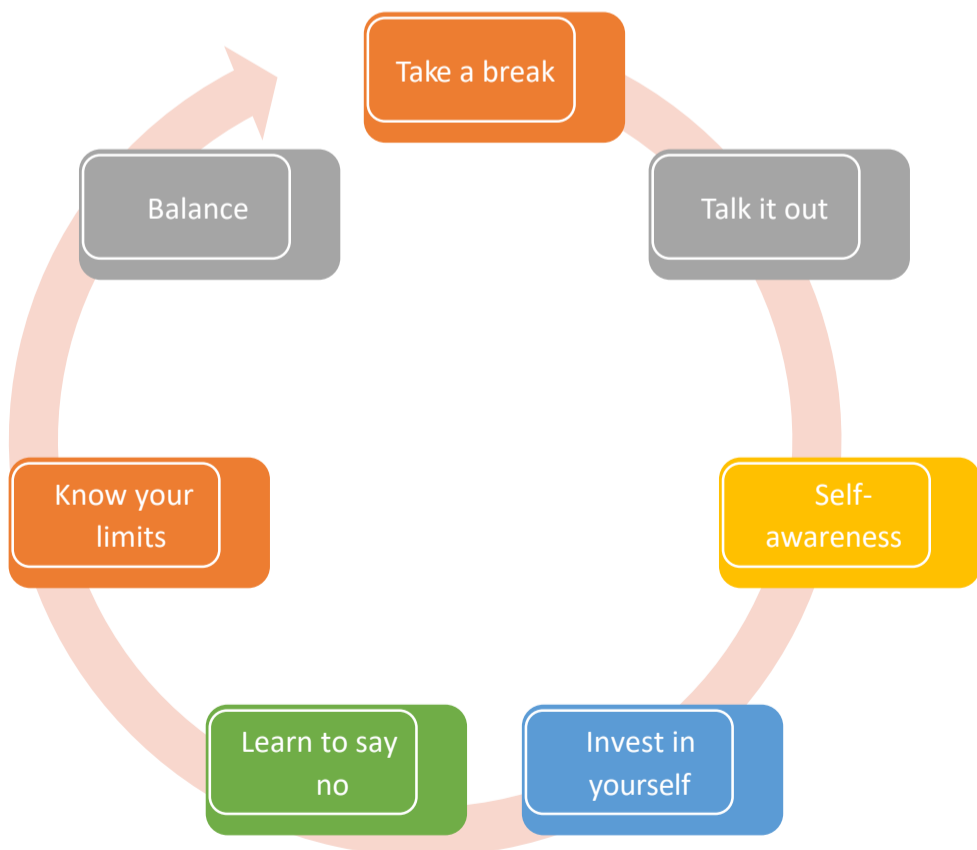 Take a break
Talk it out
Self-
awareness
Invest in
yourself
Learn to say
no
Know your
limits
Balance